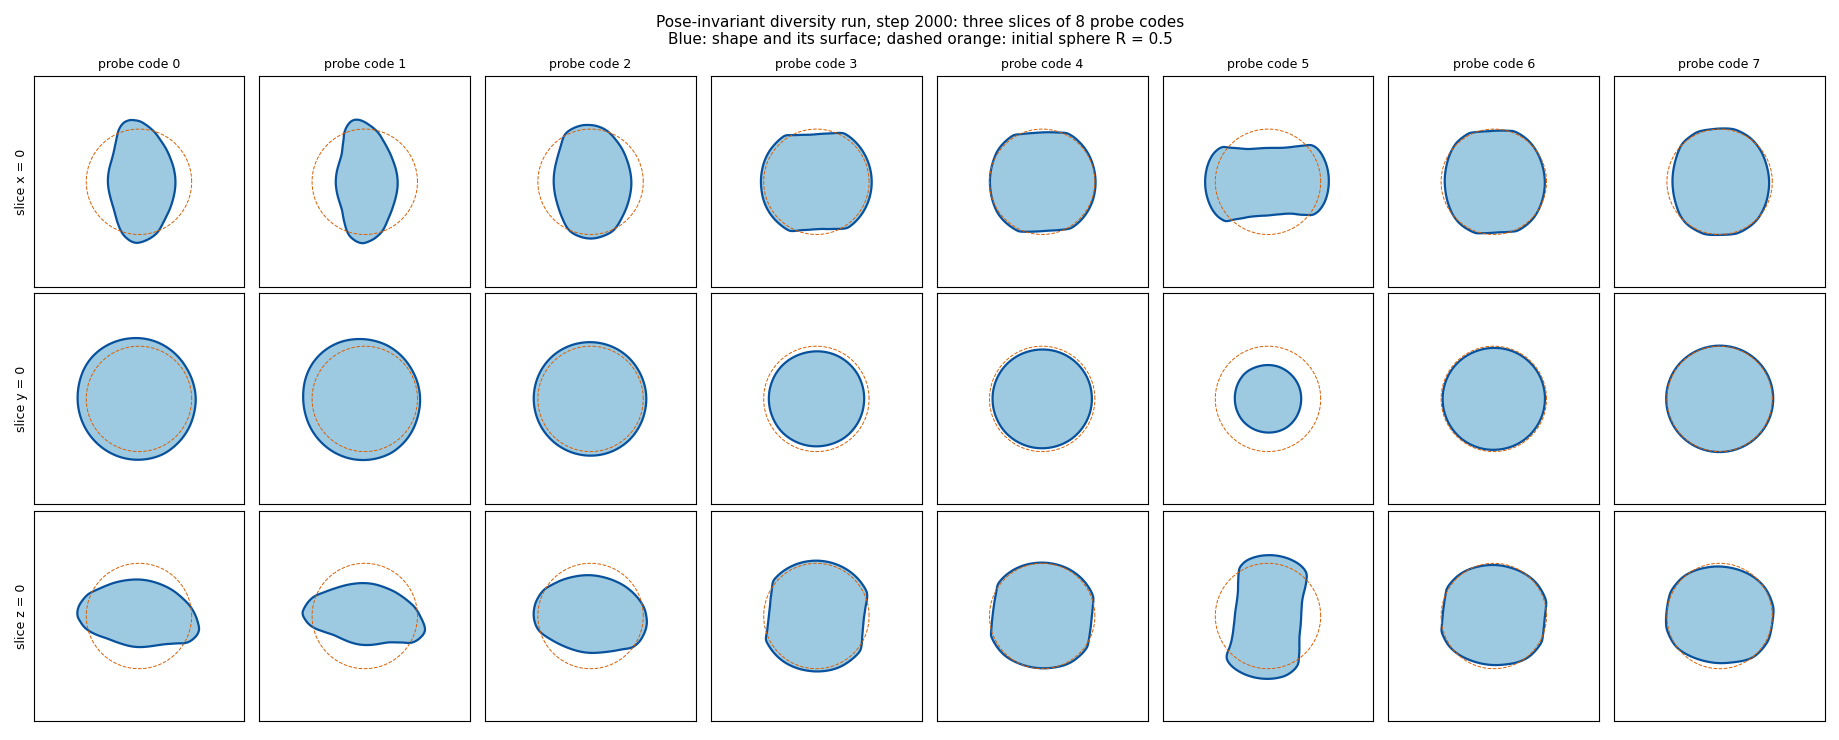 Pose-invariant diversity run, step 2000: three slices of 8 probe codes
Blue: shape and its surface; dashed orange: initial sphere R = 0.5
probe code 0
probe code 1
probe code 2
probe code 3
probe code 4
probe code 5
probe code 6
probe code 7
slice x = 0
slice y = 0
slice z = 0